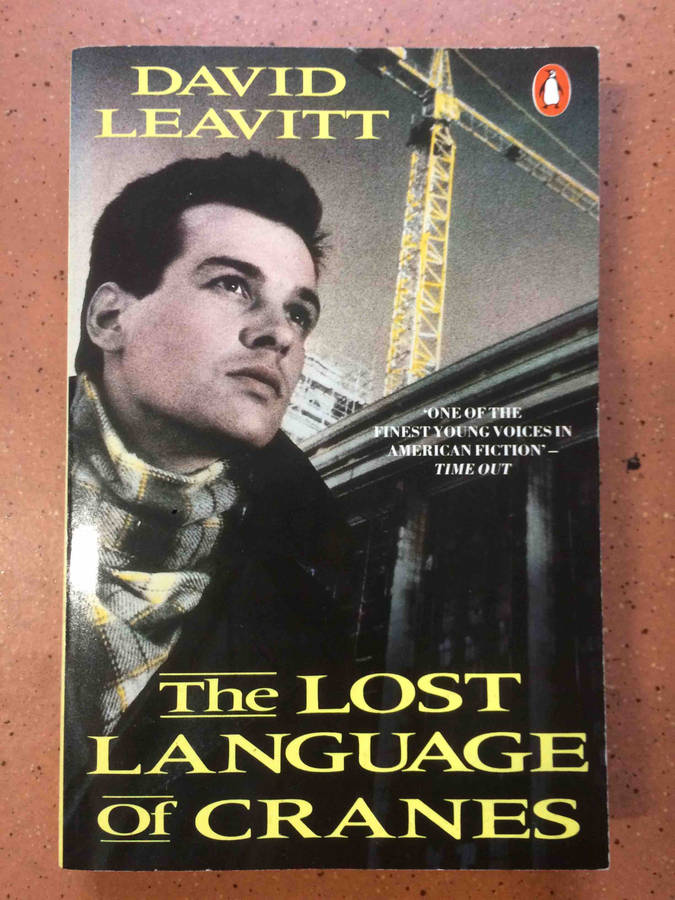 DAVID
LEAVITT
‘ONE OF THE
FINEST YOUNG VOICES IN
AMERICAN FICTION’ –
TIME OUT
The LOST
LANGUAGE
of CRANES